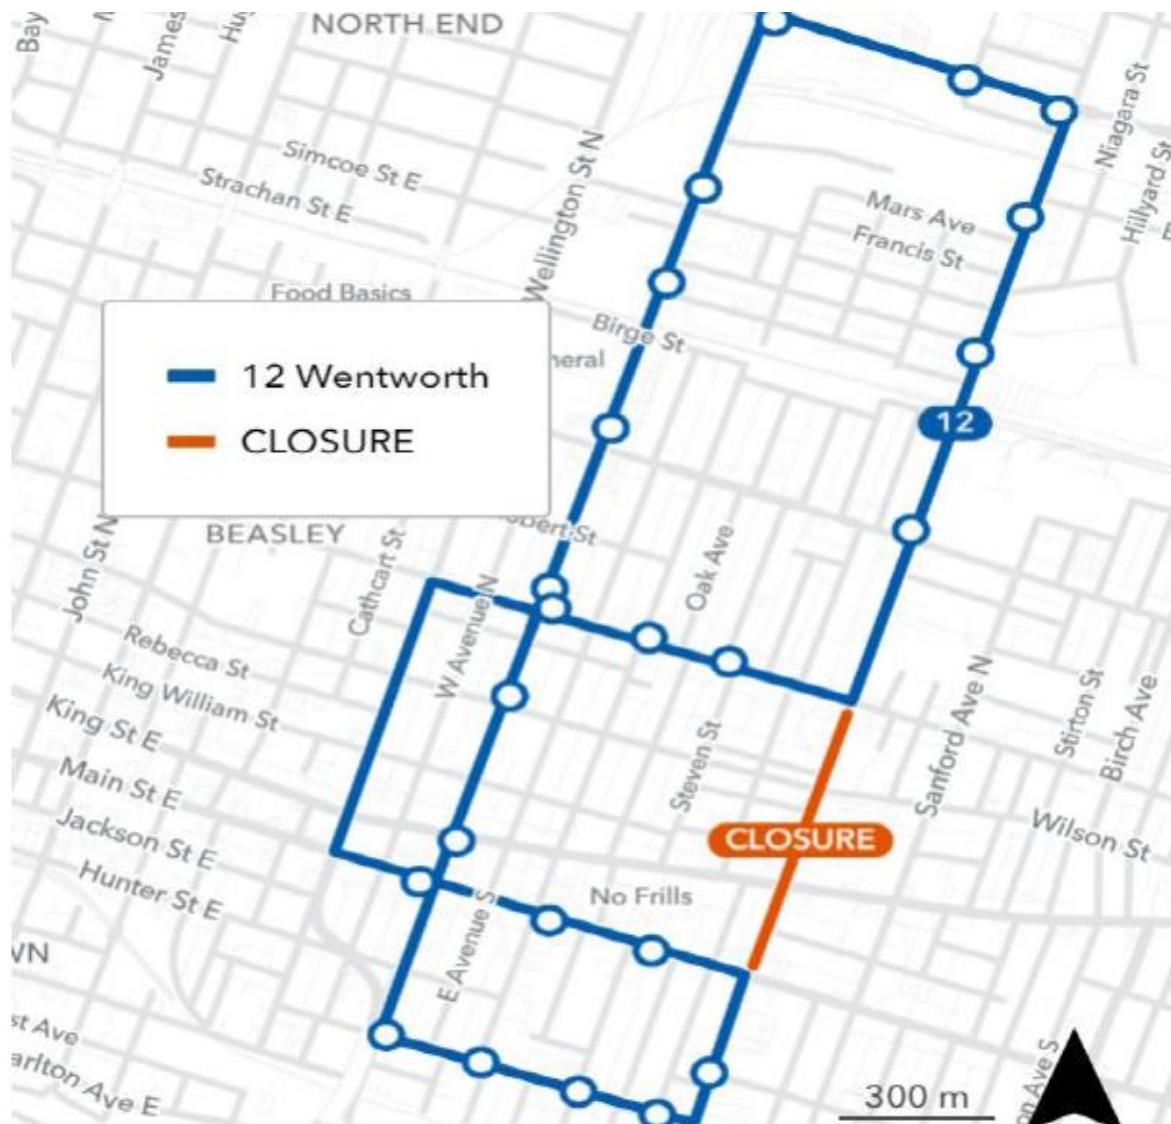 Bay
James
NORTH END
Niagara St
Simcoe St E
Wellington St N
Hillyard St
Strachan St E
Mars Ave
Francis St
Food Basics
Birge St
12 Wentworth
CLOSURE
12
BEASLEY
John St N
Cathcart St
Oak Ave
W Avenue N
Rebecca St
King William St
King St E
Main St E
Jackson St E
Hunter St E
Steven St
Sanford Ave N
Stirton St
Birch Ave
Wilson St
CLOSURE
No Frills
E Avenue S
300 m